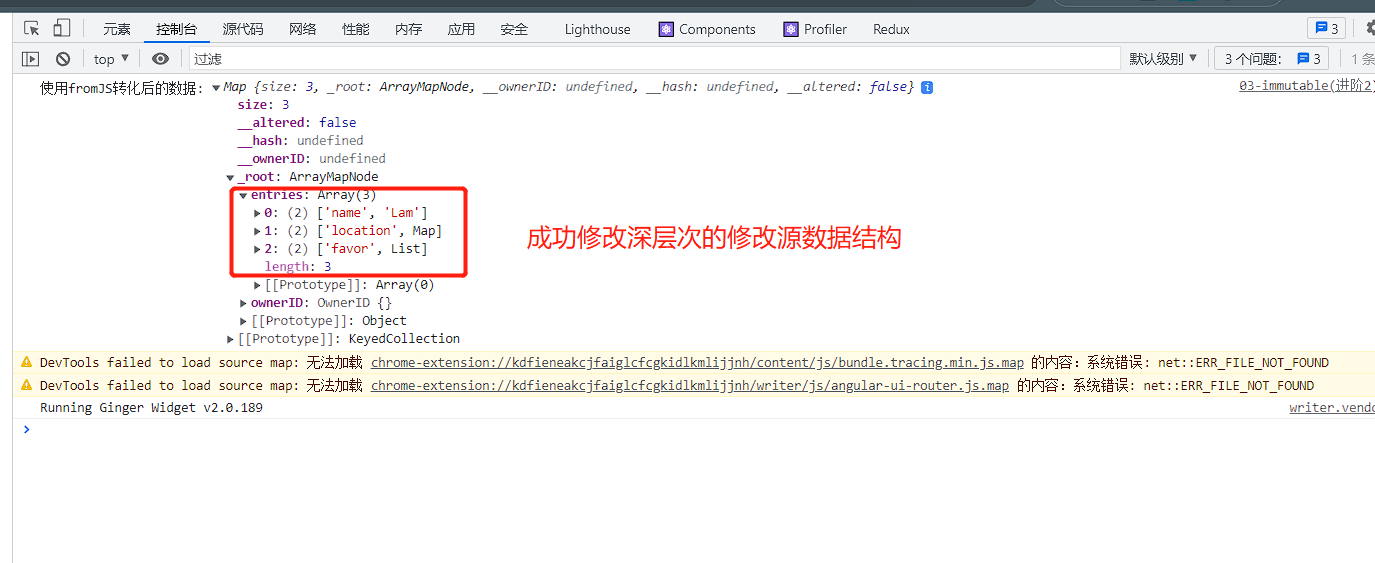 元素 控制台 源代码 网络 性能 内存 应用 安全 Lighthouse Components Profiler Redux 3
top 过滤 默认级别 3 个问题: 3 1 条
使用fromJS转化后的数据: Map {size: 3, _root: ArrayMapNode, __ownerID: undefined, __hash: undefined, __altered: false} i 03-immutable(进阶2)
size: 3
__altered: false
__hash: undefined
__ownerID: undefined
_root: ArrayMapNode
entries: Array(3)
0: (2) ['name', 'Lam']
1: (2) ['location', Map]
成功修改深层次的修改源数据结构
2: (2) ['favor', List]
length: 3
[[Prototype]]: Array(0)
ownerID: OwnerID {}
[[Prototype]]: Object
[[Prototype]]: KeyedCollection
DevTools failed to load source map: 无法加载 chrome-extension://kdfieneakcjfaiglcfcgkidlkmlijjnh/content/js/bundle.tracing.min.js.map 的内容: 系统错误: net::ERR_FILE_NOT_FOUND
DevTools failed to load source map: 无法加载 chrome-extension://kdfieneakcjfaiglcfcgkidlkmlijjnh/writer/js/angular-ui-router.js.map 的内容: 系统错误: net::ERR_FILE_NOT_FOUND
Running Ginger Widget v2.0.189 writer.vend